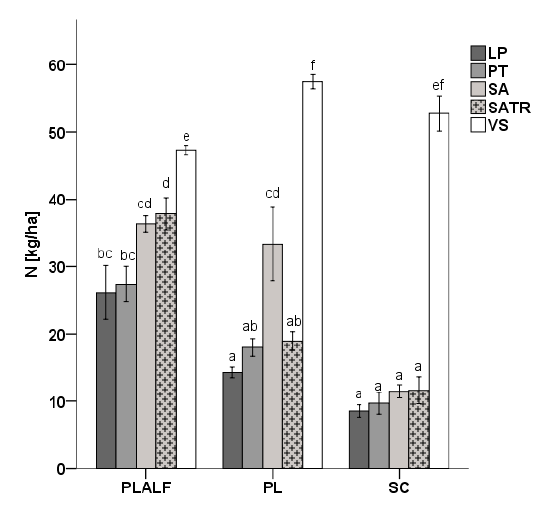 N [kg/ha]
60
50
40
30
20
10
0
bc
bc
cd
d
e
a
ab
cd
ab
f
a
a
a
a
ef
PLALF
PL
SC
LP
PT
SA
SATR
VS